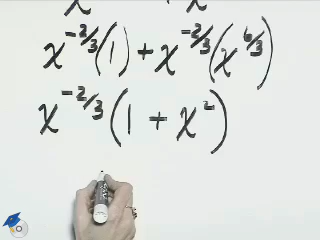 x^{-2/3}(1) + x^{-2/3}(x^{6/3})
x^{-2/3}(1 + x^2)